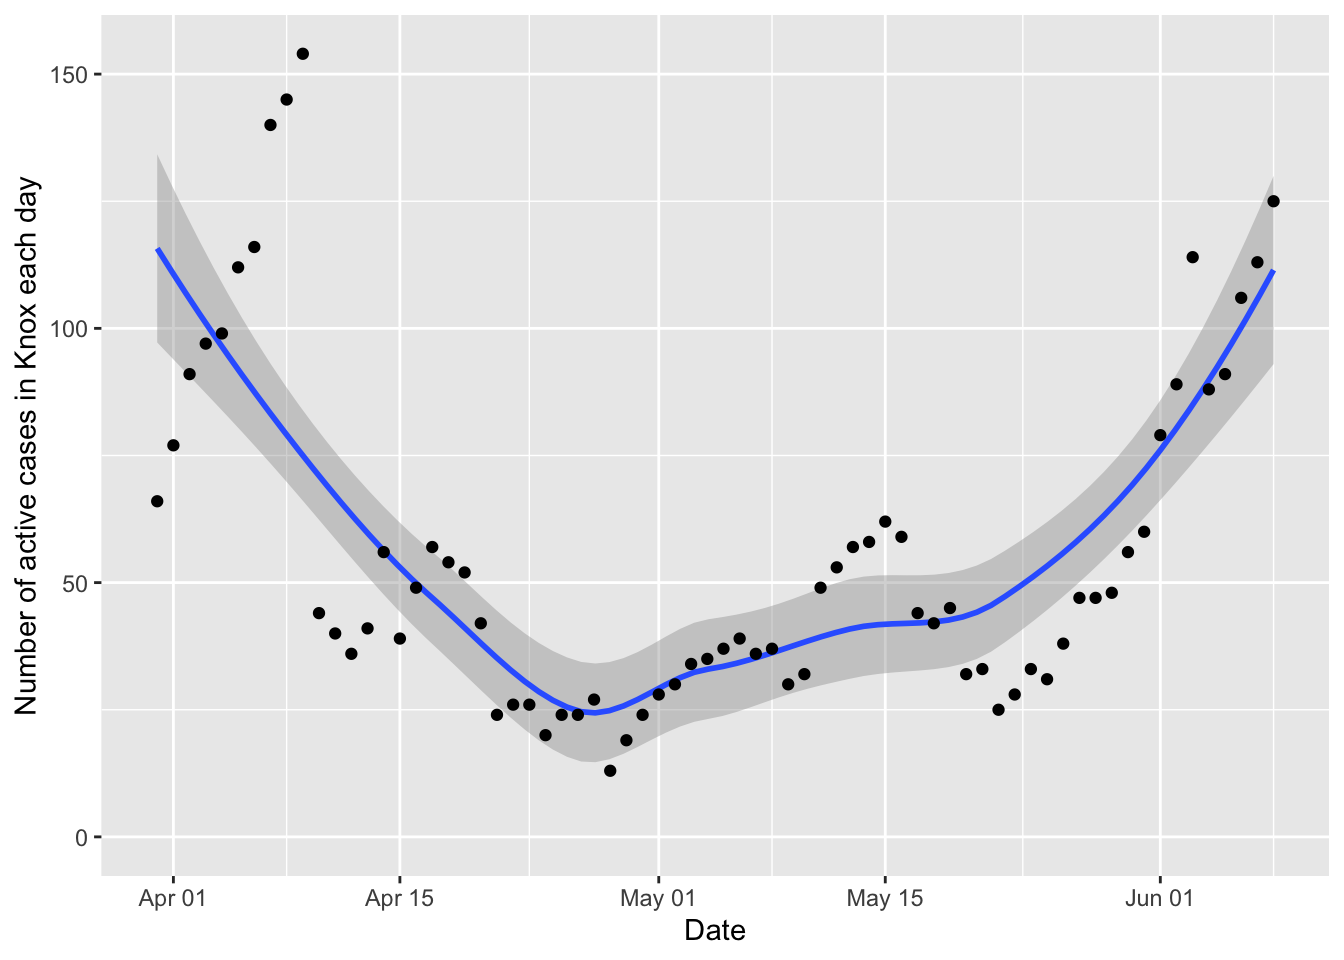 Number of active cases in Knox each day
150
100
50
0
Apr 01
Apr 15
May 01
May 15
Jun 01
Date